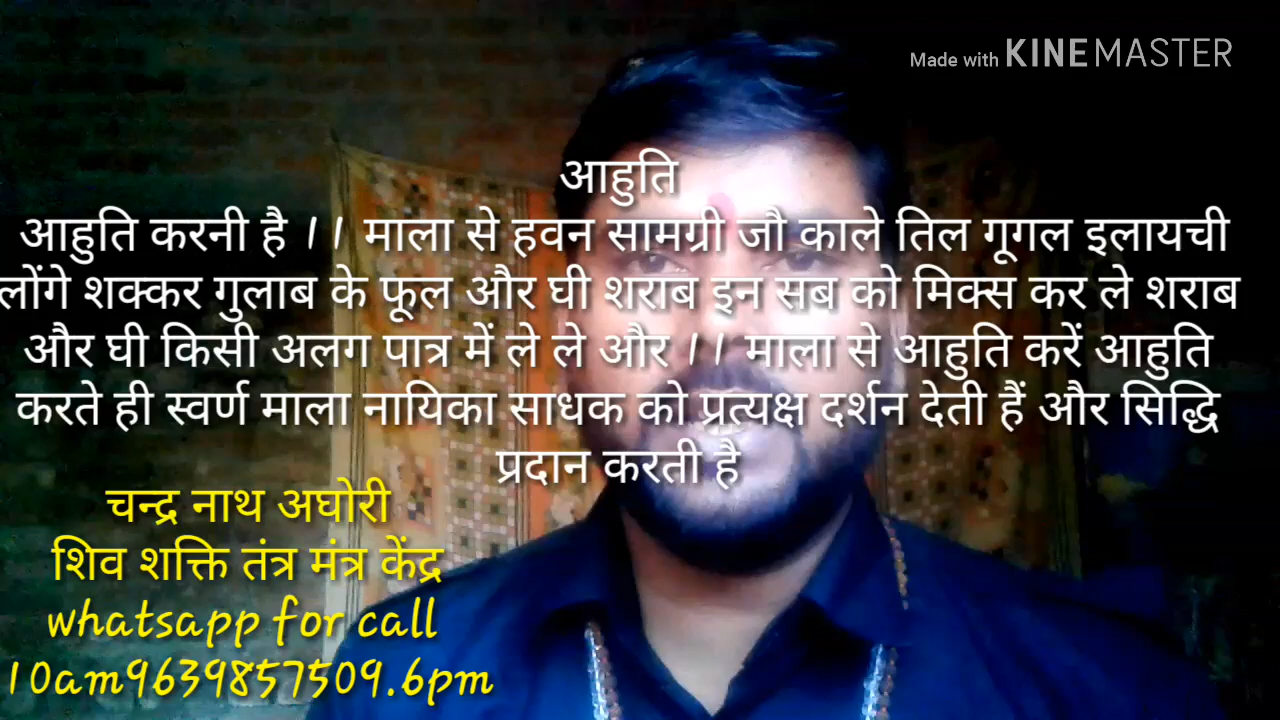 Made with KINEMASTER
आहुति
आहुति करनी है ।। माला से हवन सामग्री जौ काले तिल गूगल इलायची
लोंगे शक्कर गुलाब के फूल और घी शराब इन सब को मिक्स कर ले शराब
और घी किसी अलग पात्र में ले ले और ।। माला से आहुति करें आहुति
करते ही स्वर्ण माला नायिका साधक को प्रत्यक्ष दर्शन देती हैं और सिद्धि
प्रदान करती है
चन्द्र नाथ अघोरी
शिव शक्ति तंत्र मंत्र केंद्र
whatsapp for call
10am9639857509.6pm